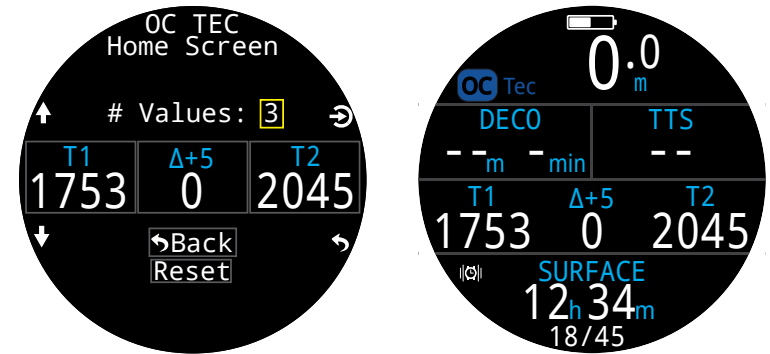 OC TEC
Home Screen
# Values: 3
T1 Δ+5 T2
1753 0 2045
Back
Reset
0.0
m
OC Tec
DECO TTS
--m -min --
T1 Δ+5 T2
1753 0 2045
SURFACE
12h34m
18/45